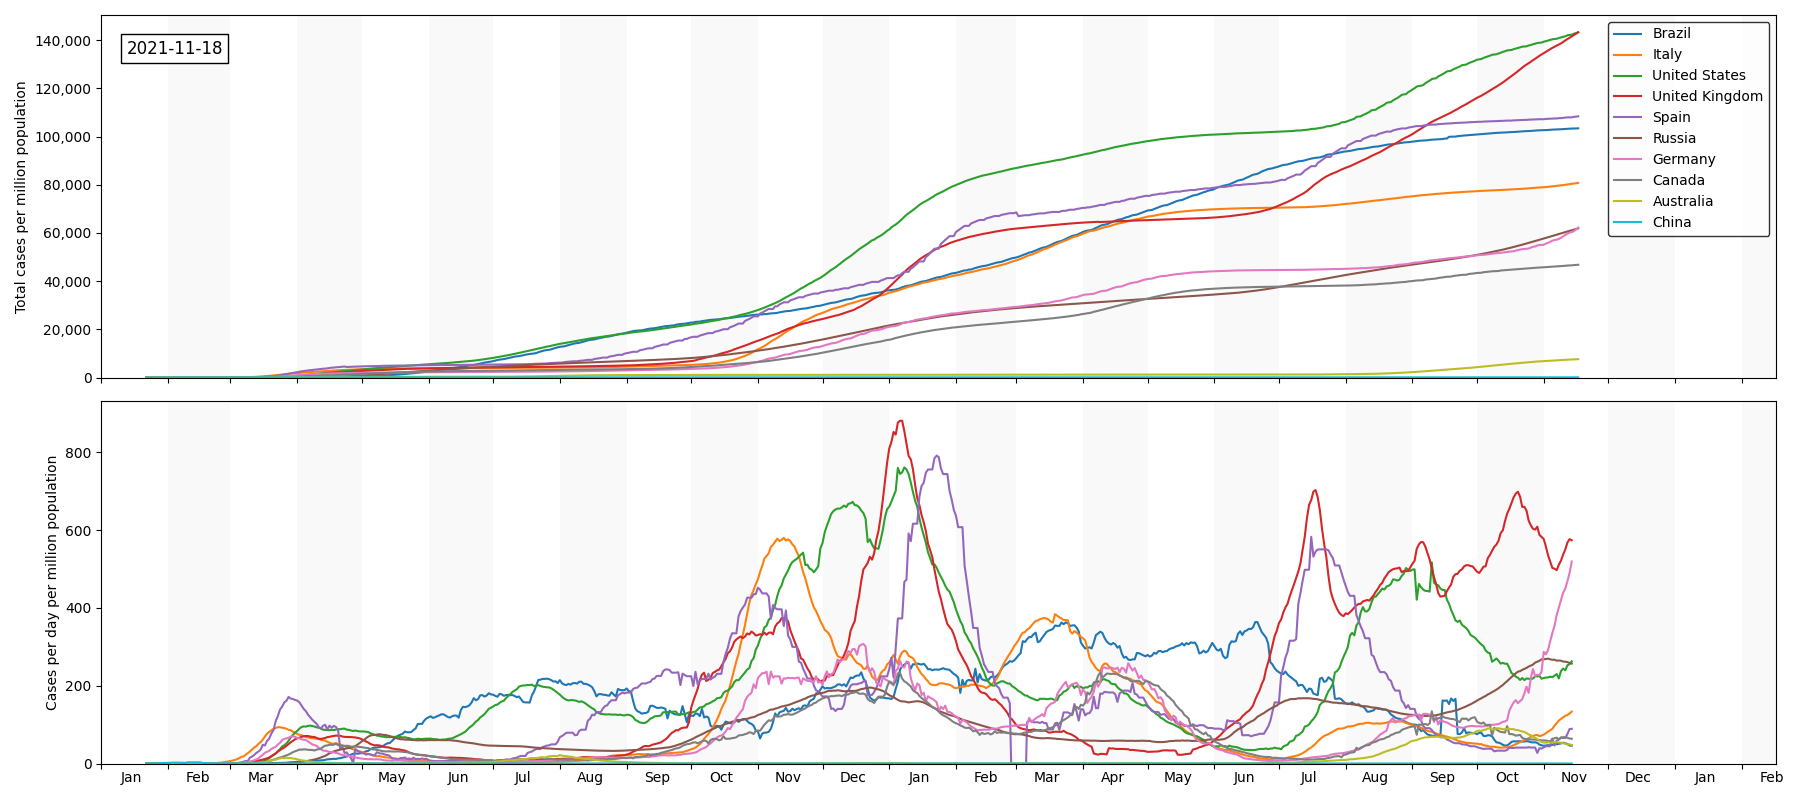 2021-11-18
Total cases per million population
140,000
120,000
100,000
80,000
60,000
40,000
20,000
0
Brazil
Italy
United States
United Kingdom
Spain
Russia
Germany
Canada
Australia
China
Cases per day per million population
800
600
400
200
0
Jan Feb Mar Apr May Jun Jul Aug Sep Oct Nov Dec Jan Feb Mar Apr May Jun Jul Aug Sep Oct Nov Dec Jan Feb